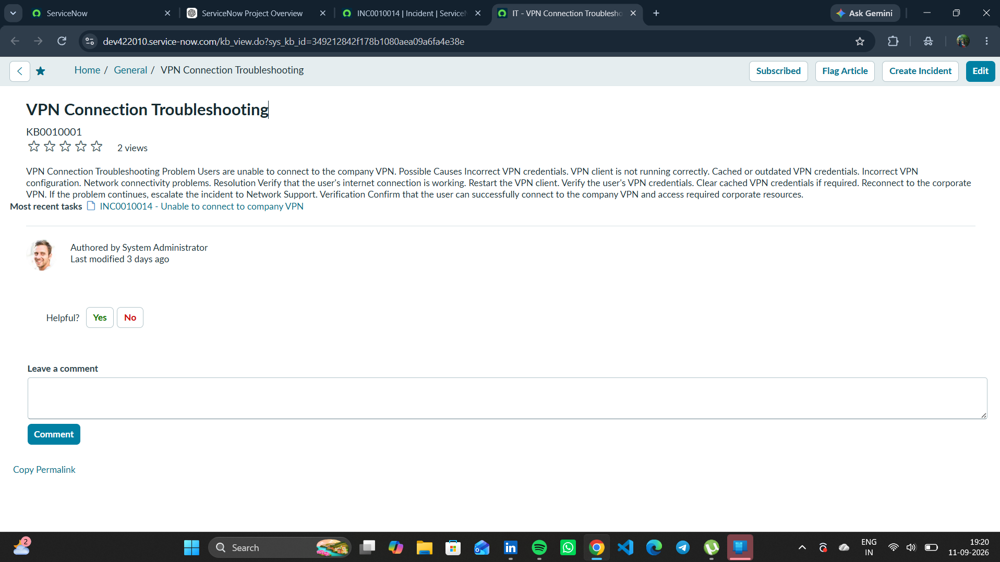 ServiceNow
ServiceNow Project Overview
INC0010014 | Incident | Service
IT - VPN Connection Troublesho
Ask Gemini
dev422010.service-now.com/kb_view.do?sys_kb_id=349212842f178b1080aea09a6fa4e38e
Home / General / VPN Connection Troubleshooting
Subscribed
Flag Article
Create Incident
Edit
VPN Connection Troubleshooting
KB0010001
2 views
VPN Connection Troubleshooting Problem Users are unable to connect to the company VPN. Possible Causes Incorrect VPN credentials. VPN client is not running correctly. Cached or outdated VPN credentials. Incorrect VPN
configuration. Network connectivity problems. Resolution Verify that the user's internet connection is working. Restart the VPN client. Verify the user's VPN credentials. Clear cached VPN credentials if required. Reconnect to the corporate
VPN. If the problem continues, escalate the incident to Network Support. Verification Confirm that the user can successfully connect to the company VPN and access required corporate resources.
Most recent tasks INC0010014 - Unable to connect to company VPN
Authored by System Administrator
Last modified 3 days ago
Helpful? Yes No
Leave a comment
Comment
Copy Permalink
2
Search
ENG
IN
19:20
11-09-2026